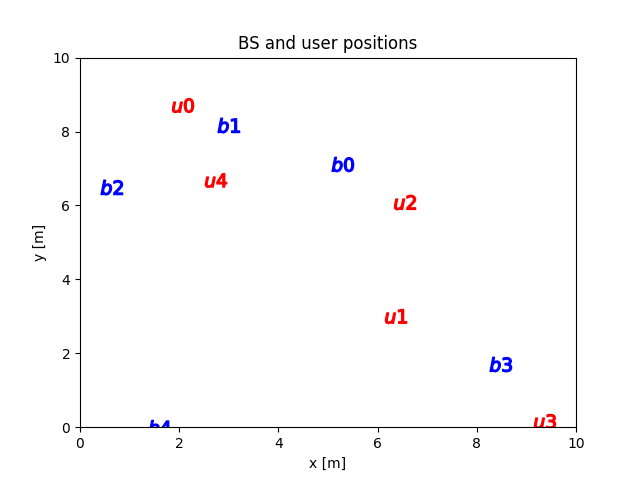 BS and user positions
10
u0
b1
8
b0
b2
u4
6
u2
y [m]
4
u1
2
b3
0
b4
u3
0 2 4 6 8 10
x [m]